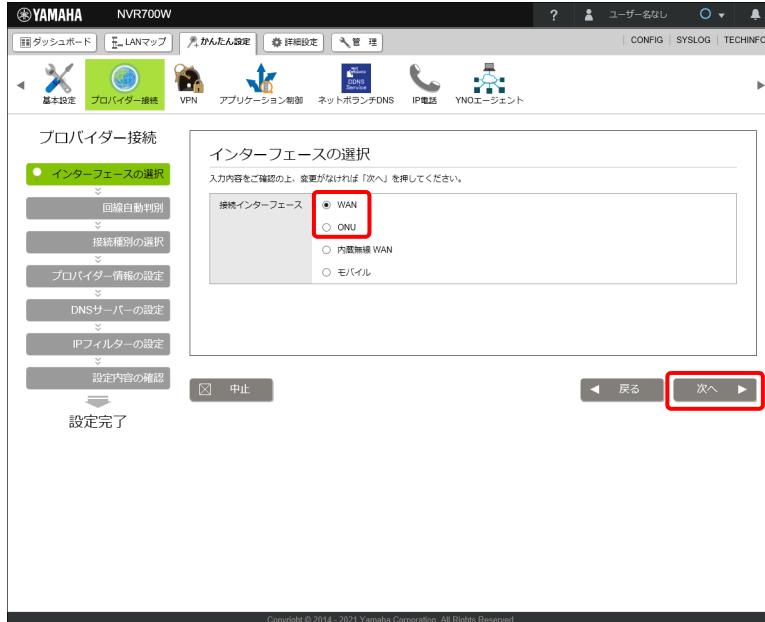 YAMAHA NVR700W ? ユーザー名なし
ダッシュボード LANマップ かんたん設定 詳細設定 管 理 CONFIG SYSLOG TECHINFO
基本設定 プロバイダー接続 VPN アプリケーション制御 ネットボランチDNS IP電話 YNOエージェント
DDNS Service
プロバイダー接続
インターフェースの選択
回線自動判別
接続種別の選択
プロバイダー情報の設定
DNSサーバーの設定
IPフィルターの設定
設定内容の確認
設定完了
インターフェースの選択
入力内容をご確認の上、変更がなければ「次へ」を押してください。
接続インターフェース WAN
ONU
内蔵無線 WAN
モバイル
中止 戻る 次へ
Copyright © 2014 - 2021 Yamaha Corporation. All Rights Reserved.